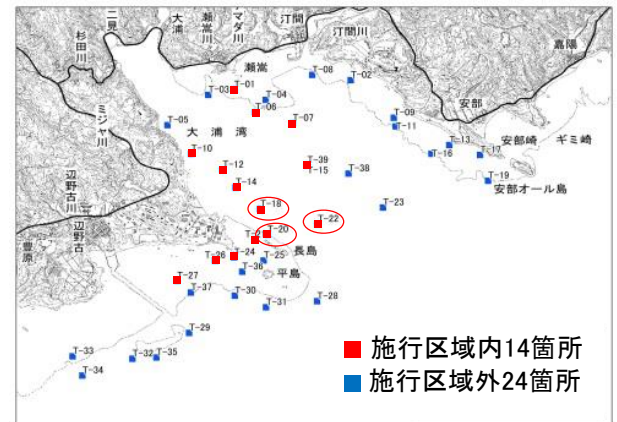 二見
杉田川
大浦
瀬嵩川
マダ川
汀間
汀間川
嘉陽
瀬嵩
T-08
T-02
T-01
T-03
T-04
T-06
T-07
T-05
ミジャ川
大浦湾
T-09
T-11
安部
T-13
安部崎
ギミ崎
T-10
T-16
T-17
T-12
T-39
T-15
T-38
T-19
安部オール島
T-14
辺野古川
辺野古
豊原
T-18
T-23
T-22
T-20
長島
T-24
T-25
T-26
T-36
平島
T-27
T-37
T-30
T-31
T-28
T-29
T-33
T-32
T-35
T-34
施行区域内14箇所
施行区域外24箇所